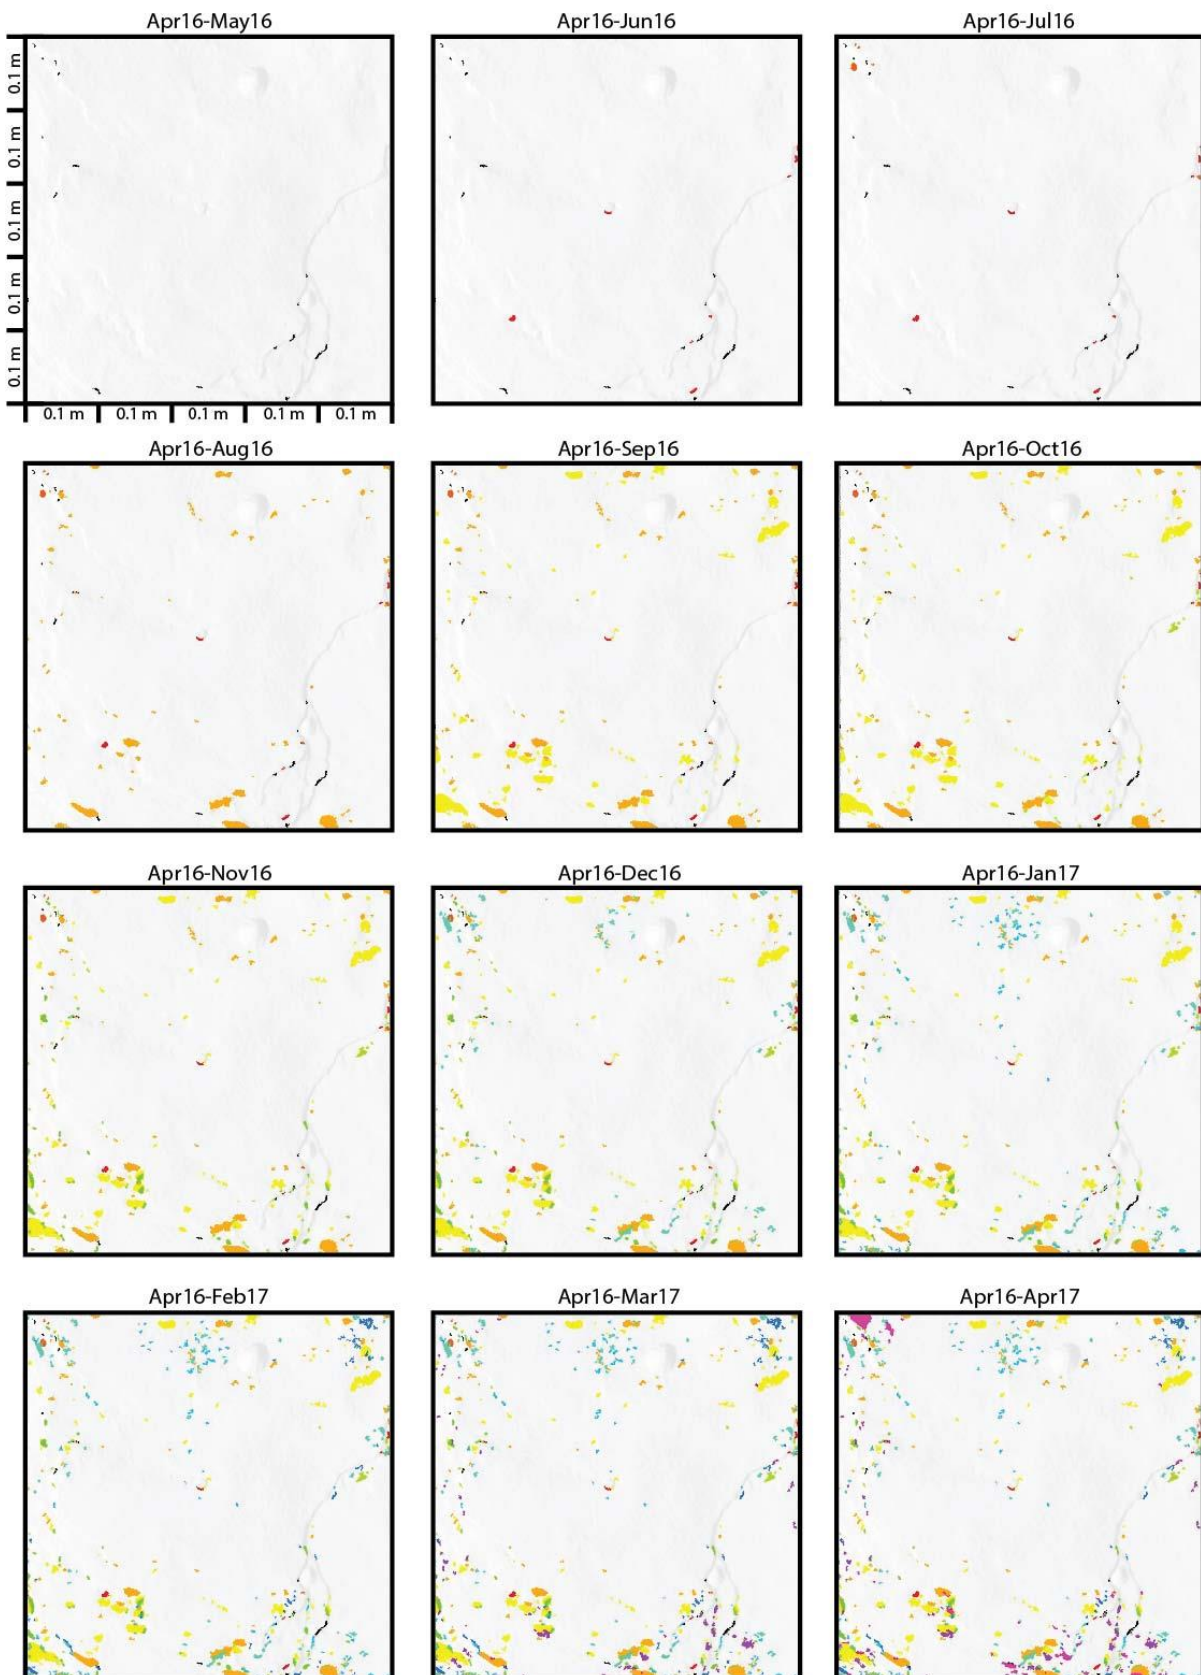 Apr16-May16 Apr16-Jun16 Apr16-Jul16
0.1 m
0.1 m
0.1 m
0.1 m
0.1 m
0.1 m 0.1 m 0.1 m 0.1 m 0.1 m
Apr16-Aug16 Apr16-Sep16 Apr16-Oct16
Apr16-Nov16 Apr16-Dec16 Apr16-Jan17
Apr16-Feb17 Apr16-Mar17 Apr16-Apr17